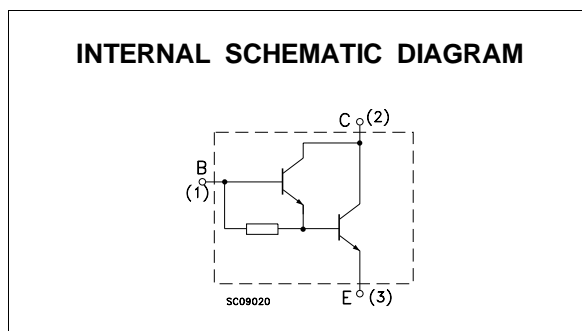 INTERNAL SCHEMATIC DIAGRAM
C (2)
B
(1)
E (3)
SC09020